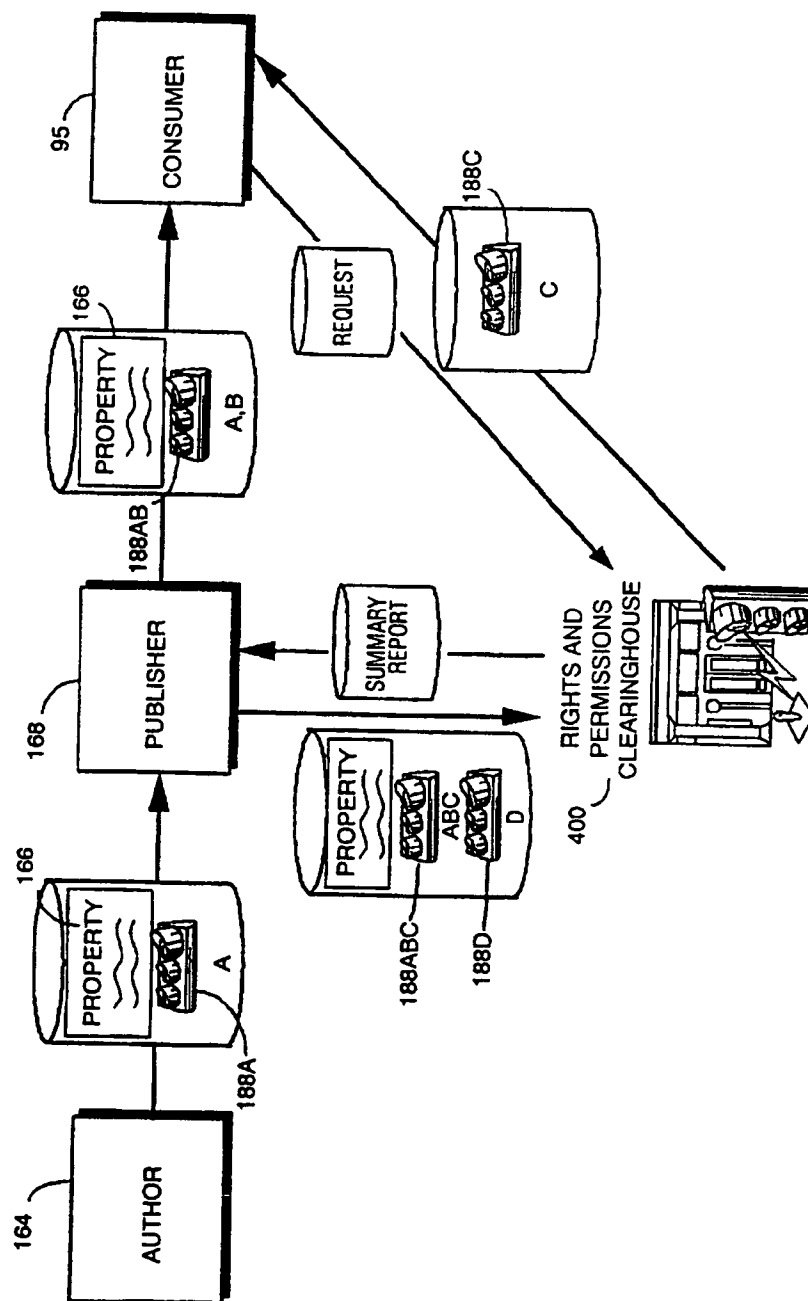 164
AUTHOR
166
PROPERTY
A
188A
168
PUBLISHER
188AB
166
PROPERTY
A,B
95
CONSUMER
PROPERTY
ABC
D
188ABC
188D
SUMMARY
REPORT
REQUEST
188C
C
400
RIGHTS AND
PERMISSIONS
CLEARINGHOUSE